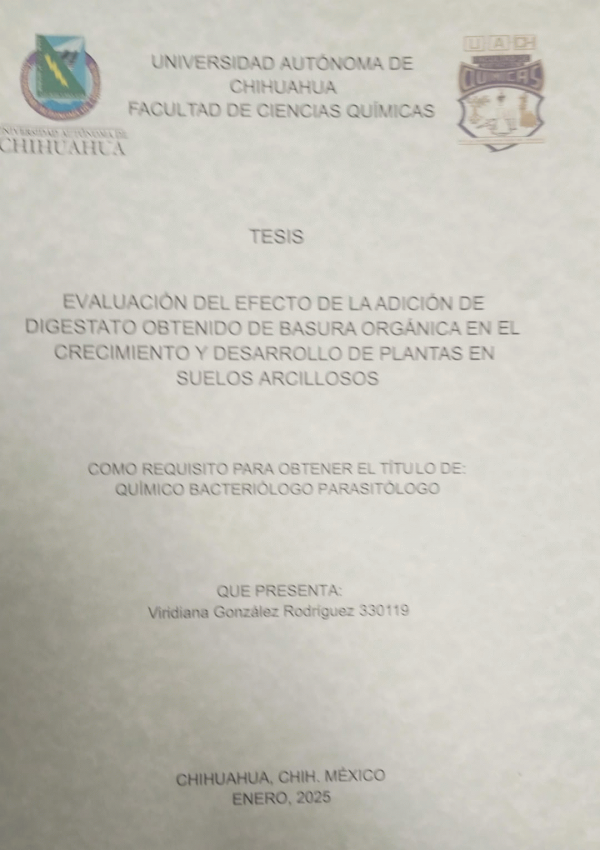 UNIVERSIDAD AUTÓNOMA DE
CHIHUAHUA
FACULTAD DE CIENCIAS QUÍMICAS
UNIVERSIDAD AUTÓNOMA DE
CHIHUAHUA
UACH
QUIMICAS
TESIS
EVALUACIÓN DEL EFECTO DE LA ADICIÓN DE
DIGESTATO OBTENIDO DE BASURA ORGÁNICA EN EL
CRECIMIENTO Y DESARROLLO DE PLANTAS EN
SUELOS ARCILLOSOS
COMO REQUISITO PARA OBTENER EL TÍTULO DE:
QUÍMICO BACTERIÓLOGO PARASITÓLOGO
QUE PRESENTA:
Viridiana González Rodríguez 330119
CHIHUAHUA, CHIH. MÉXICO
ENERO, 2025